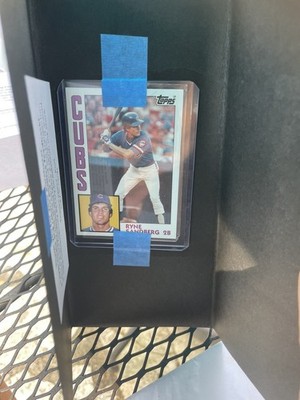 Topps
CUBS
RYNE
SANDBERG 2B